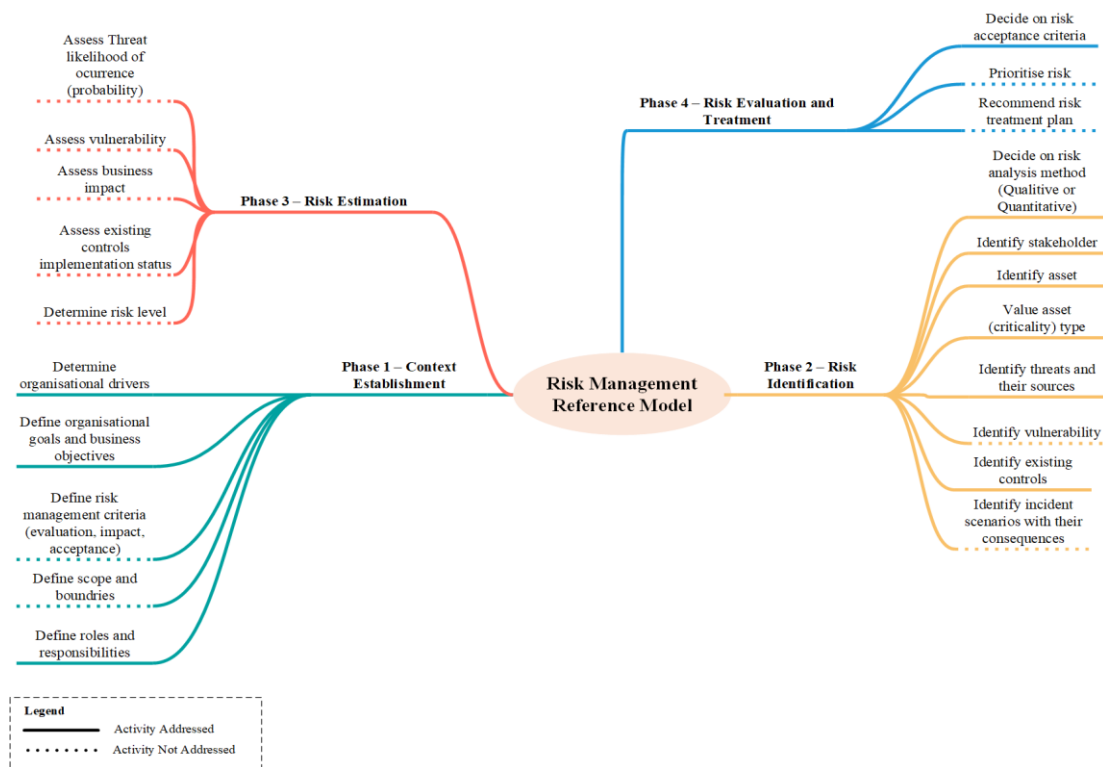 Assess Threat
likelihood of
ocurrence
(probability)
Assess vulnerability
Assess business
impact
Assess existing
controls
implementation status
Determine risk level
Phase 3 – Risk Estimation
Decide on risk
acceptance criteria
Prioritise risk
Recommend risk
treatment plan
Phase 4 – Risk Evaluation and
Treatment
Decide on risk
analysis method
(Qualitive or
Quantitative)
Identify stakeholder
Identify asset
Value asset
(criticality) type
Identify threats and
their sources
Identify vulnerability
Identify existing
controls
Identify incident
scenarios with their
consequences
Phase 2 – Risk
Identification
Risk Management
Reference Model
Phase 1 – Context
Establishment
Determine
organisational drivers
Define organisational
goals and business
objectives
Define risk
management criteria
(evaluation, impact,
acceptance)
Define scope and
boundries
Define roles and
responsibilities
Legend
Activity Addressed
Activity Not Addressed